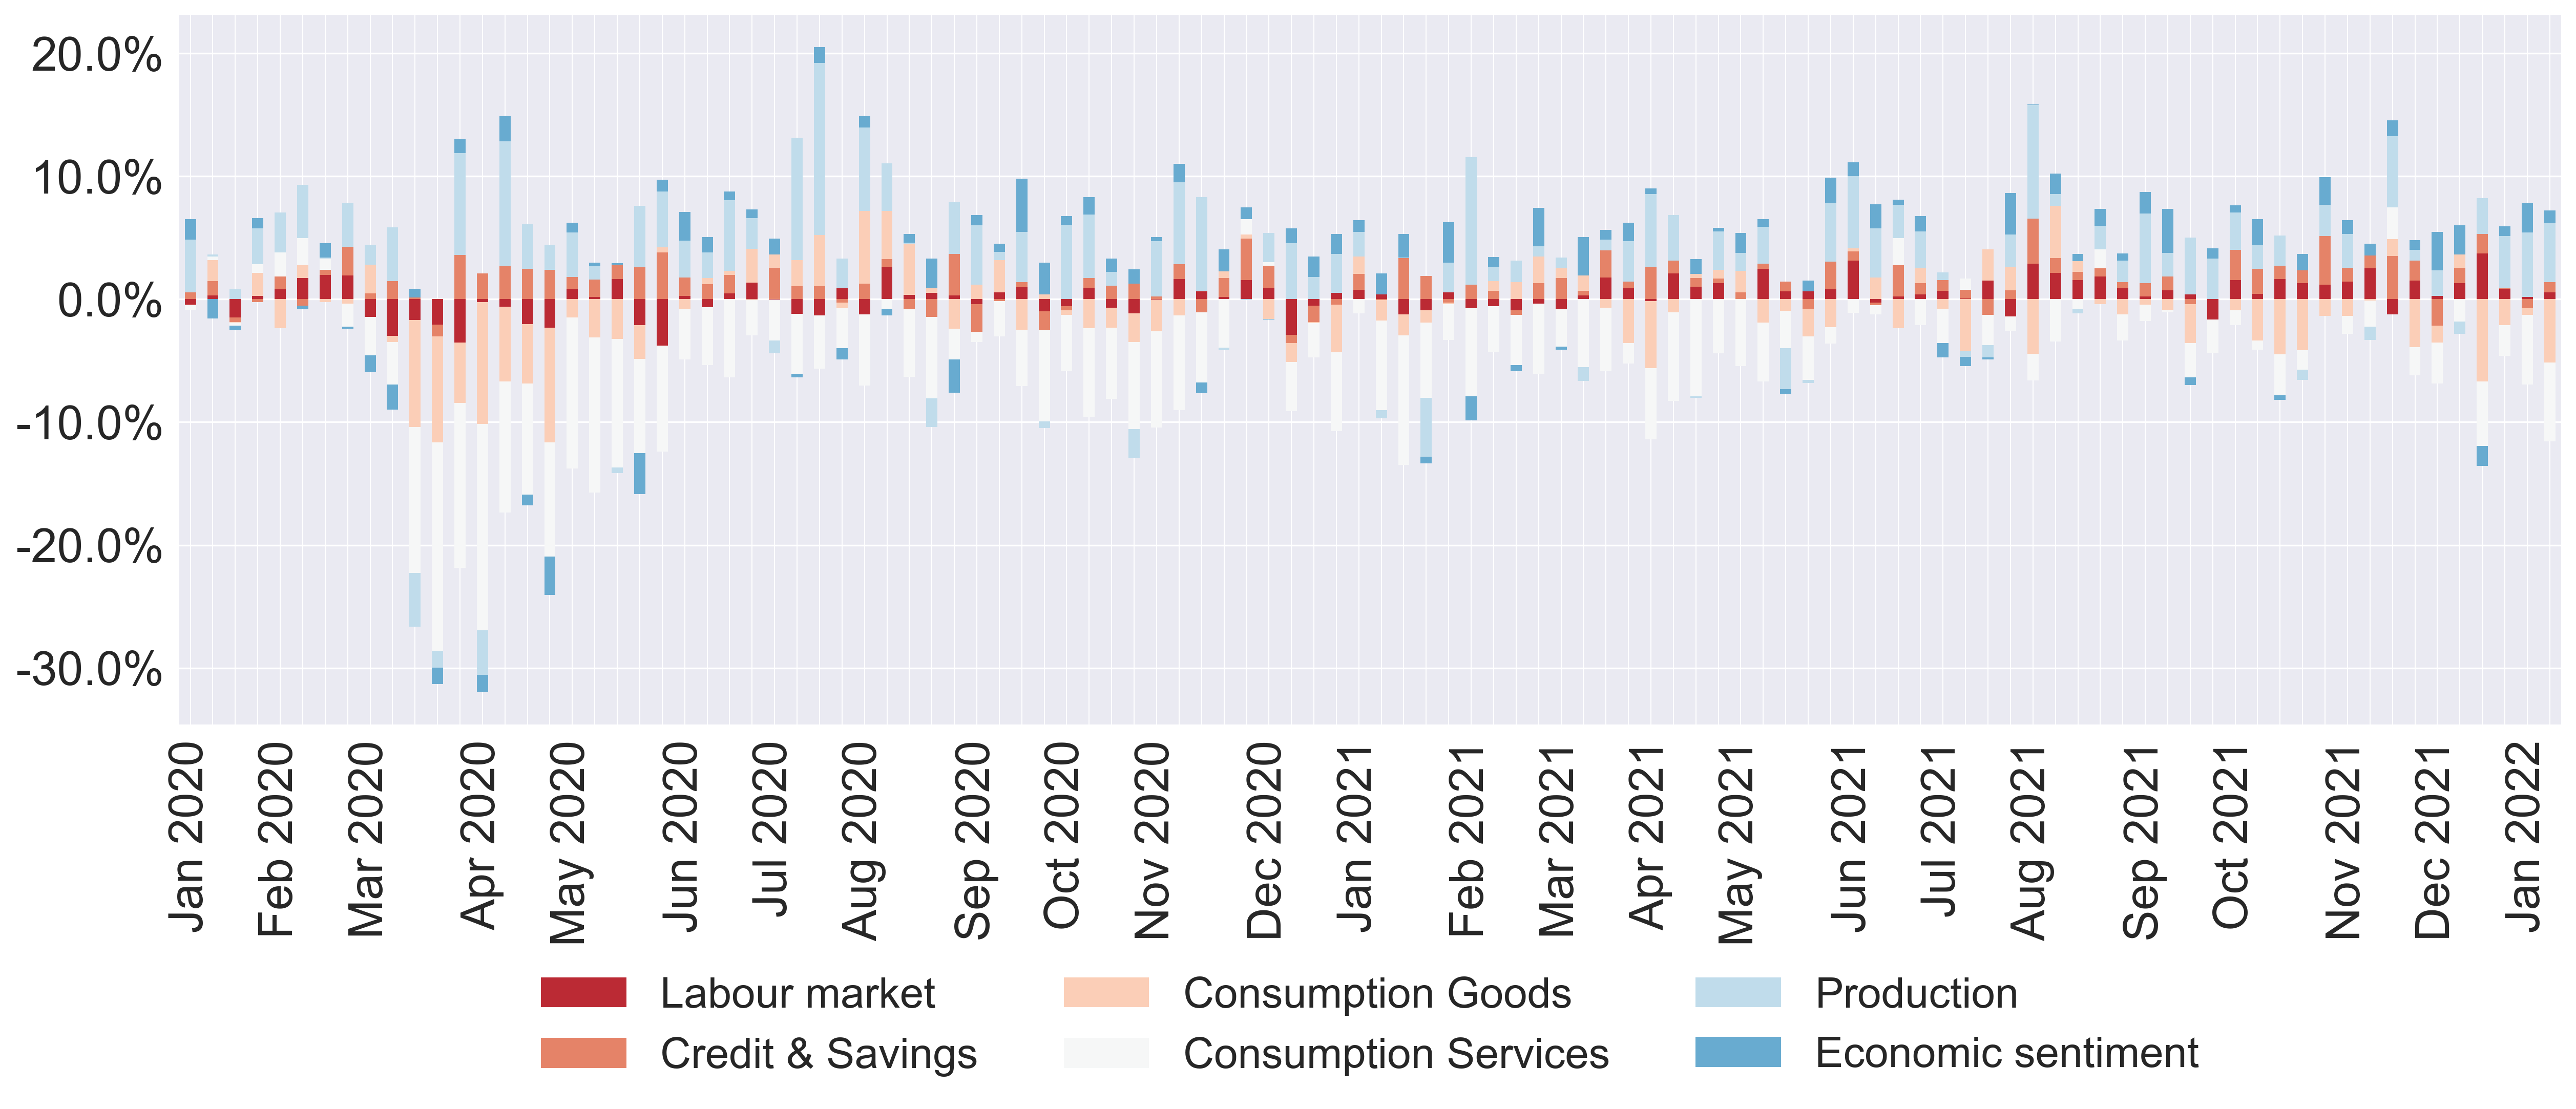 20.0%
10.0%
0.0%
-10.0%
-20.0%
-30.0%
Jan 2020
Feb 2020
Mar 2020
Apr 2020
May 2020
Jun 2020
Jul 2020
Aug 2020
Sep 2020
Oct 2020
Nov 2020
Dec 2020
Jan 2021
Feb 2021
Mar 2021
Apr 2021
May 2021
Jun 2021
Jul 2021
Aug 2021
Sep 2021
Oct 2021
Nov 2021
Dec 2021
Jan 2022
Labour market
Credit & Savings
Consumption Goods
Consumption Services
Production
Economic sentiment